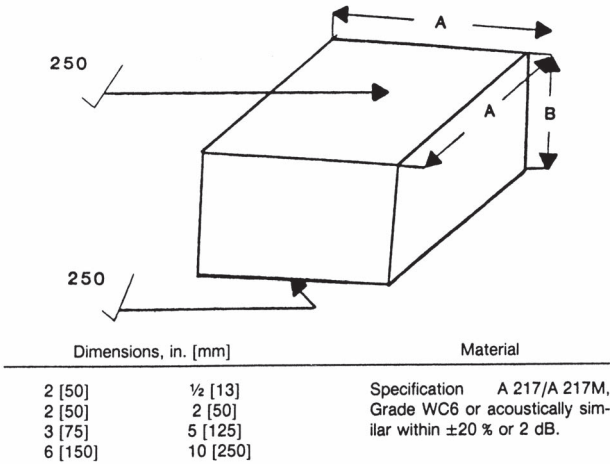 A
250
A
B
250
Dimensions, in. [mm] Material
2 [50] ½ [13] Specification A 217/A 217M,
2 [50] 2 [50] Grade WC6 or acoustically sim-
3 [75] 5 [125] ilar within ±20 % or 2 dB.
6 [150] 10 [250]